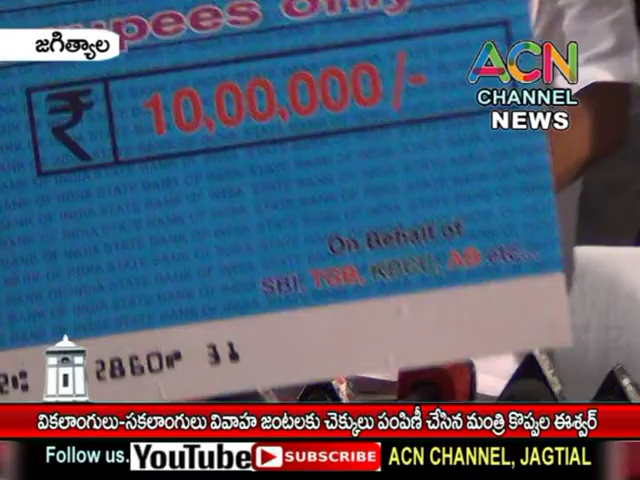 rupees only
జగిత్యాల
ACN
CHANNEL
NEWS
₹ 10,00,000/-
On Behalf of
SBI, TGB, KDCC, AB etc...
31
వికలాంగులు-సకలాంగులు వివాహ జంటలకు చెక్కులు పంపిణీ చేసిన మంత్రి కొప్పుల ఈశ్వర్
Follow us. YouTube SUBSCRIBE ACN CHANNEL, JAGTIAL